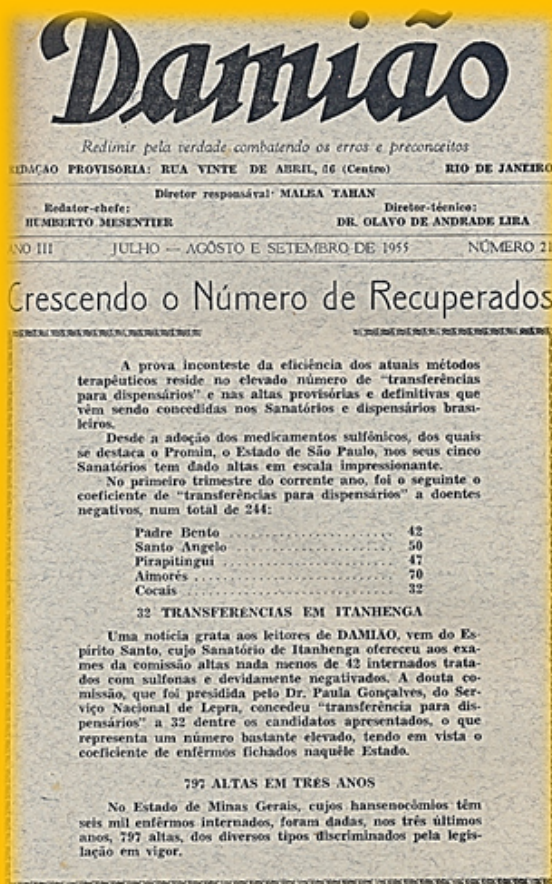 Damião
Redimir pela verdade combatendo os erros e preconceitos
EDAÇÃO PROVISORIA: RUA VINTE DE ABRIL, 06 (Centro) RIO DE JANEIRO
Diretor responsával: MALBA TAHAN
Redator-chefe: Diretor-técnico:
HUMBERTO MESENTIER DR. OLAVO DE ANDRADE LIRA
ANO III JULHO — AGÔSTO E SETEMBRO DE 1955 NÚMERO 21
Crescendo o Número de Recuperados
A prova inconteste da eficiência dos atuais métodos
terapêuticos reside no elevado número de “transferências
para dispensários” e nas altas provisórias e definitivas que
vêm sendo concedidas nos Sanatórios e dispensários brasi-
leiros.
Desde a adoção dos medicamentos sulfônicos, dos quais
se destaca o Promin, o Estado de São Paulo, nos seus cinco
Sanatórios tem dado altas em escala impressionante.
No primeiro trimestre do corrente ano, foi o seguinte o
coeficiente de “transferências para dispensários” a doentes
negativos, num total de 244:
Padre Bento .......................... 42
Santo Angelo ......................... 50
Pirapitingui ......................... 47
Aimorés .............................. 70
Cocais ............................... 32
32 TRANSFERÊNCIAS EM ITANHENGA
Uma notícia grata aos leitores de DAMIÃO, vem do Es-
pírito Santo, cujo Sanatório de Itanhenga ofereceu aos exa-
mes da comissão altas nada menos de 42 internados trata-
dos com sulfonas e devidamente negativados. A douta co-
missão, que foi presidida pelo Dr. Paula Gonçalves, do Ser-
viço Nacional de Lepra, concedeu “transferência para dis-
pensários” a 32 dentre os candidatos apresentados, o que
representa um número bastante elevado, tendo em vista o
coeficiente de enfêrmos fichados naquêle Estado.
797 ALTAS EM TRÊS ANOS
No Estado de Minas Gerais, cujos hansenocômios têm
seis mil enfêrmos internados, foram dadas, nos três últimos
anos, 797 altas, dos diversos tipos discriminados pela legis-
lação em vigor.